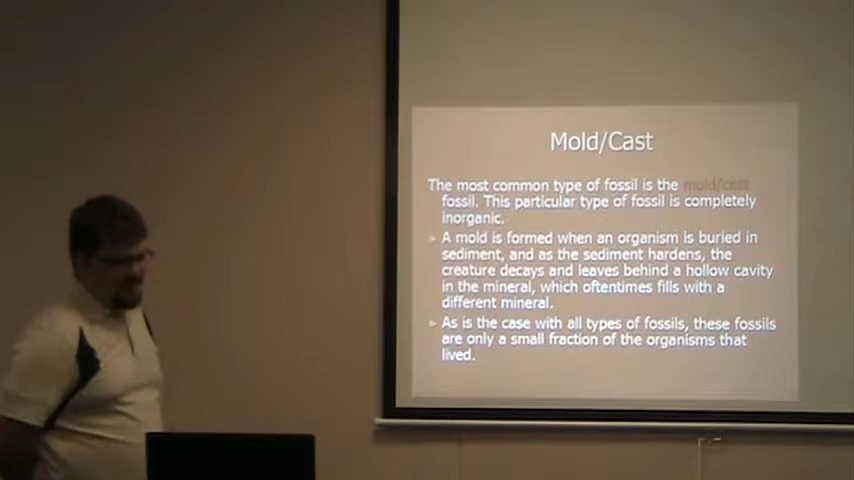 Mold/Cast
The most common type of fossil is the mold/cast
fossil. This particular type of fossil is completely
inorganic.
A mold is formed when an organism is buried in
sediment, and as the sediment hardens, the
creature decays and leaves behind a hollow cavity
in the mineral, which oftentimes fills with a
different mineral.
As is the case with all types of fossils, these fossils
are only a small fraction of the organisms that
lived.